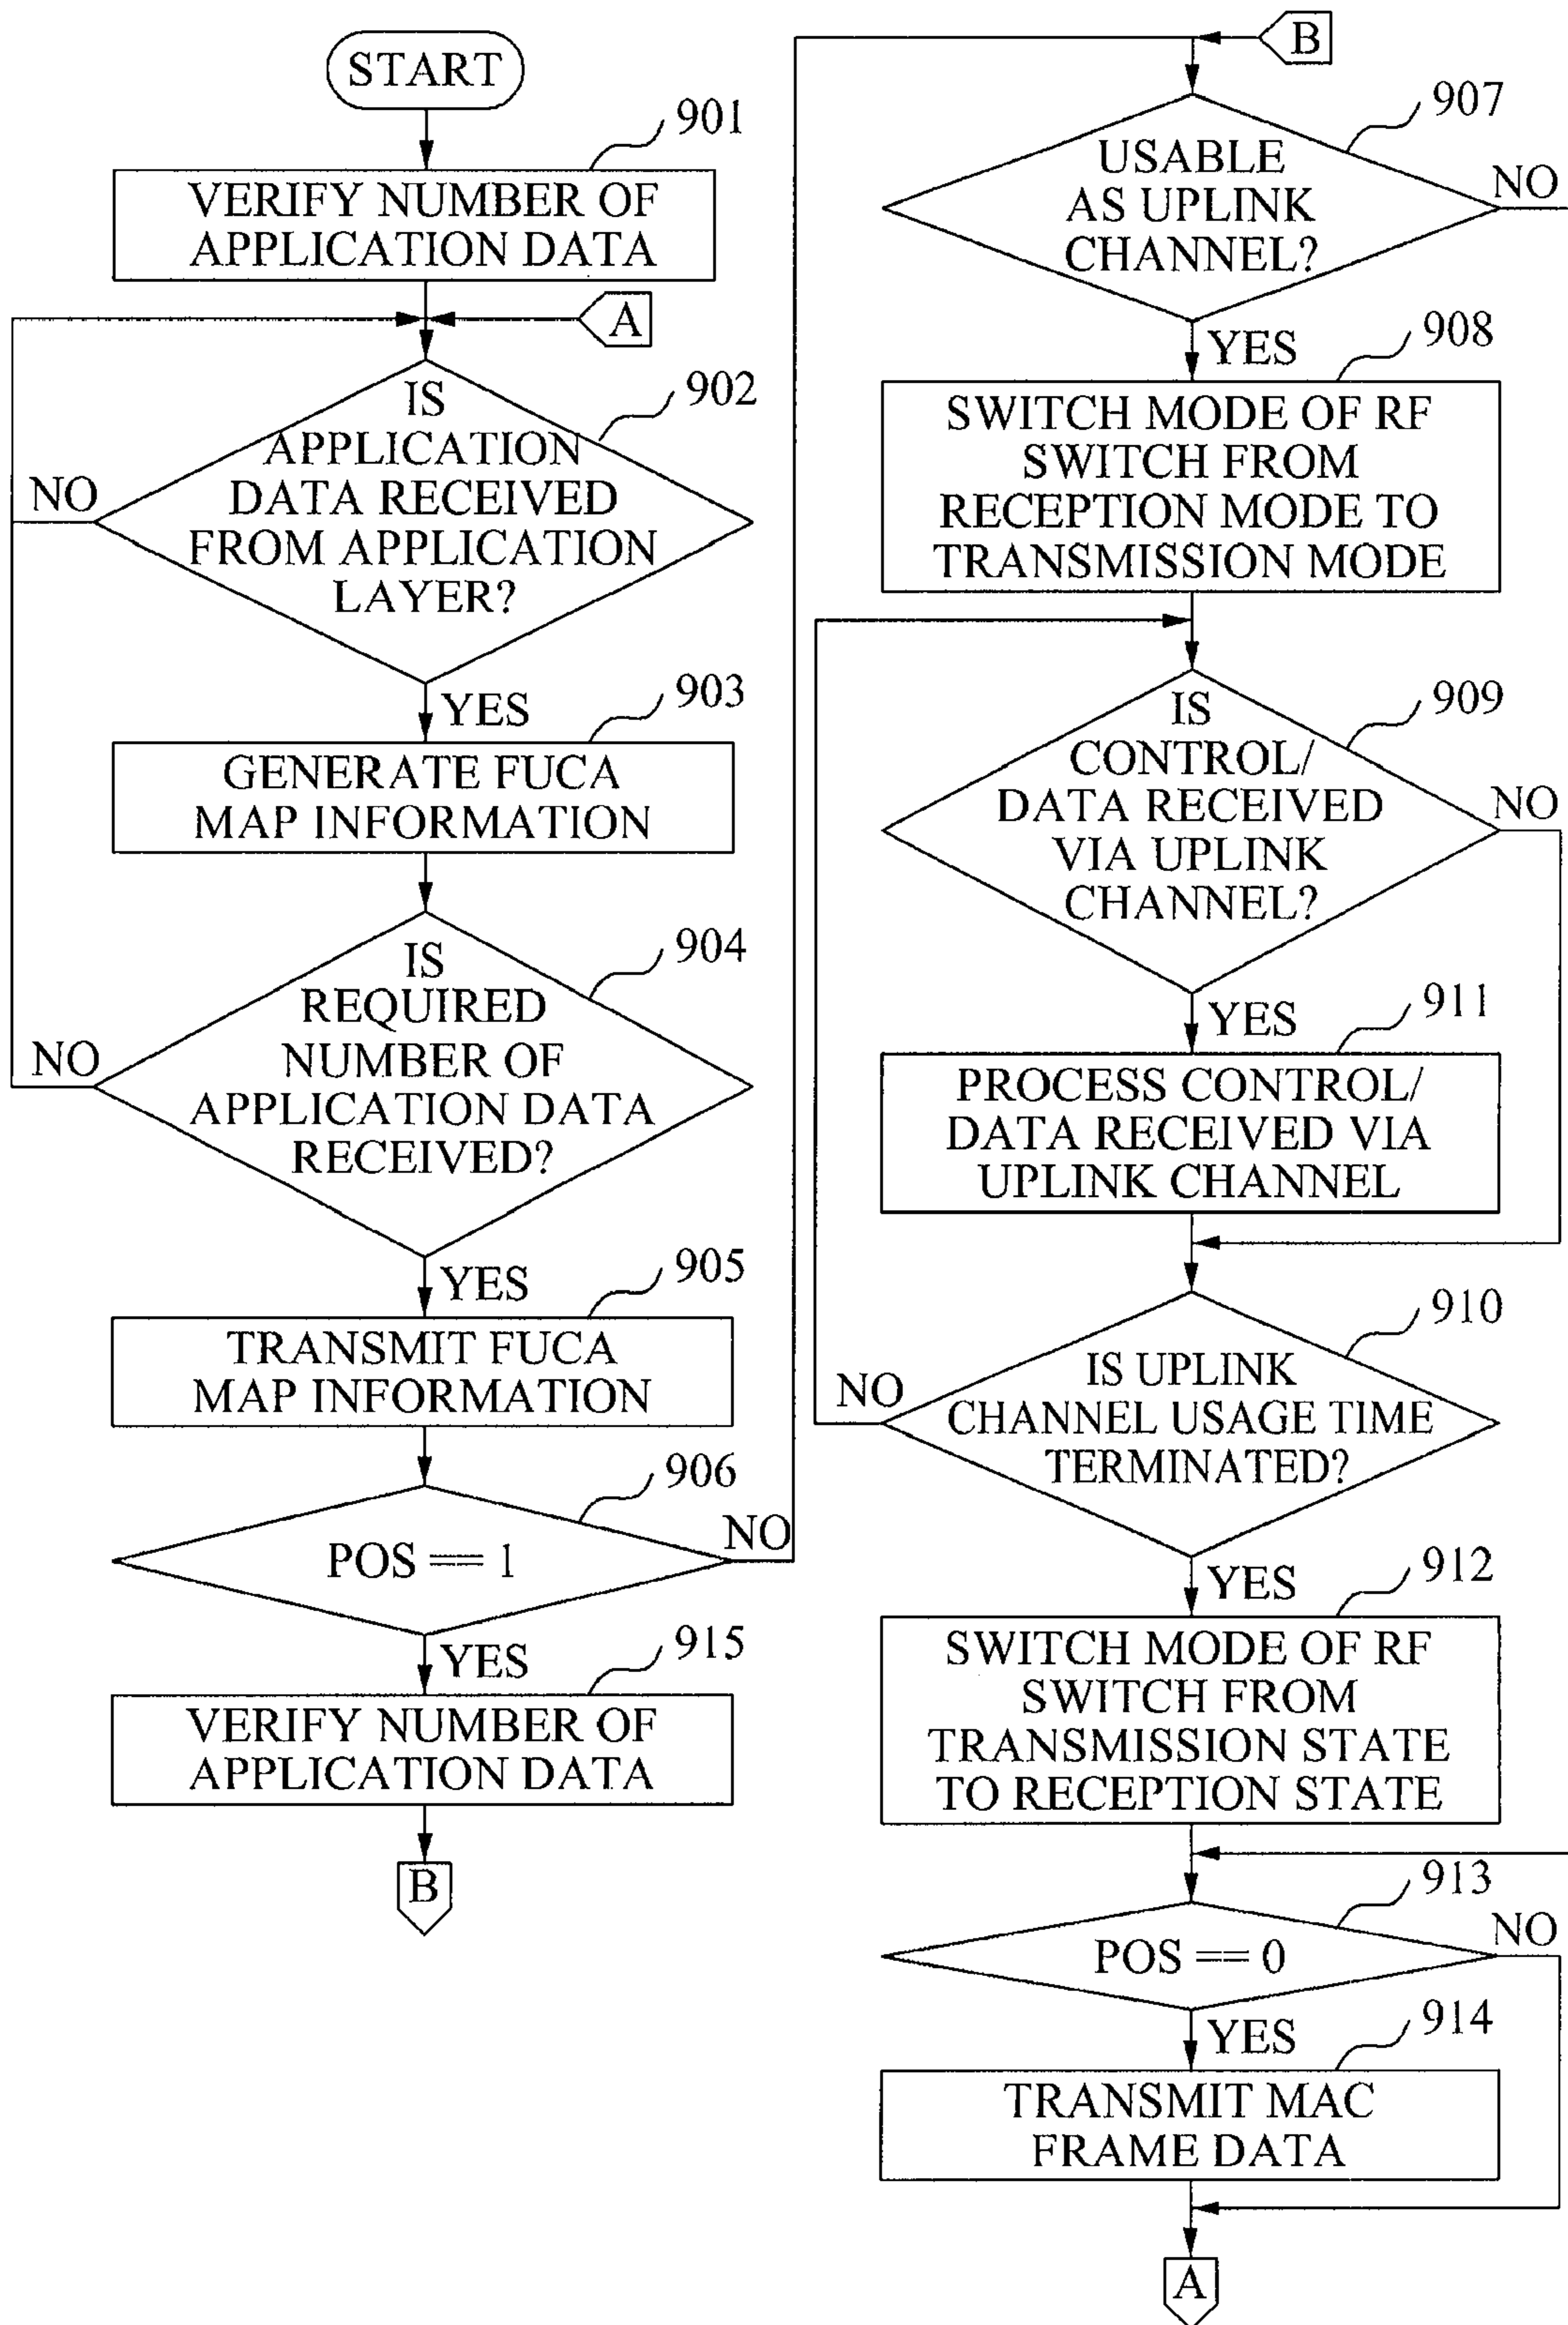 START
901
VERIFY NUMBER OF
APPLICATION DATA
A
902
IS
APPLICATION
DATA RECEIVED
FROM APPLICATION
LAYER?
NO
YES
903
GENERATE FUCA
MAP INFORMATION
904
IS
REQUIRED
NUMBER OF
APPLICATION DATA
RECEIVED?
NO
YES
905
TRANSMIT FUCA
MAP INFORMATION
906
POS == 1
NO
YES
915
VERIFY NUMBER OF
APPLICATION DATA
B
B
907
USABLE
AS UPLINK
CHANNEL?
NO
YES
908
SWITCH MODE OF RF
SWITCH FROM
RECEPTION MODE TO
TRANSMISSION MODE
909
IS
CONTROL/
DATA RECEIVED
VIA UPLINK
CHANNEL?
NO
YES
911
PROCESS CONTROL/
DATA RECEIVED VIA
UPLINK CHANNEL
910
IS UPLINK
CHANNEL USAGE TIME
TERMINATED?
NO
YES
912
SWITCH MODE OF RF
SWITCH FROM
TRANSMISSION STATE
TO RECEPTION STATE
913
POS == 0
NO
YES
914
TRANSMIT MAC
FRAME DATA
A